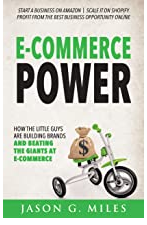 START A BUSINESS ON AMAZON | SCALE IT ON SHOPIFY
PROFIT FROM THE BEST BUSINESS OPPORTUNITY ONLINE
E-COMMERCE
POWER
HOW THE LITTLE GUYS
ARE BUILDING BRANDS
AND BEATING
THE GIANTS AT
E-COMMERCE
$
JASON G. MILES